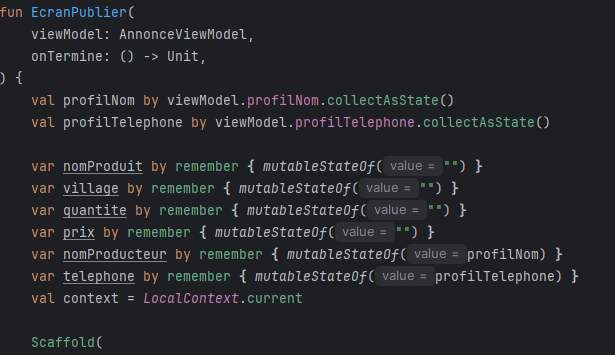 fun EcranPublier(
    viewModel: AnnonceViewModel,
    onTermine: () -> Unit,
) {
    val profilNom by viewModel.profilNom.collectAsState()
    val profilTelephone by viewModel.profilTelephone.collectAsState()

    var nomProduit by remember { mutableStateOf( value = "") }
    var village by remember { mutableStateOf( value = "") }
    var quantite by remember { mutableStateOf( value = "") }
    var prix by remember { mutableStateOf( value = "") }
    var nomProducteur by remember { mutableStateOf( value = profilNom) }
    var telephone by remember { mutableStateOf( value = profilTelephone) }
    val context = LocalContext.current

    Scaffold(